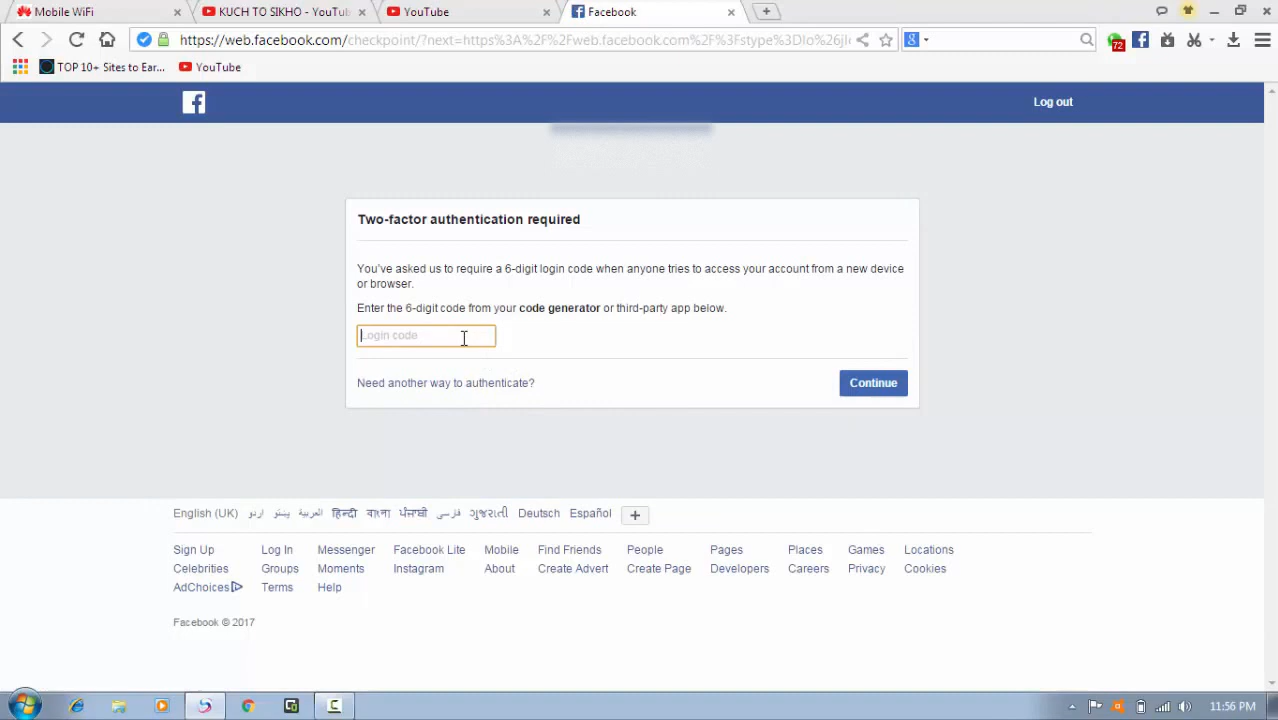 Mobile WiFi
KUCH TO SIKHO - YouTub
YouTube
Facebook
https://web.facebook.com/checkpoint/?next=https%3A%2F%2Fweb.facebook.com%2F%3Fstype%3Dlo%26jlo
72
TOP 10+ Sites to Ear...
YouTube
Log out
Two-factor authentication required
You've asked us to require a 6-digit login code when anyone tries to access your account from a new device
or browser.
Enter the 6-digit code from your code generator or third-party app below.
Login code
Need another way to authenticate?
Continue
English (UK) اردو پښتو العربية हिन्दी বাংলা ਪੰਜਾਬੀ فارسی ગુજરાતી Deutsch Español +
Sign Up Log In Messenger Facebook Lite Mobile Find Friends People Pages Places Games Locations
Celebrities Groups Moments Instagram About Create Advert Create Page Developers Careers Privacy Cookies
AdChoices Terms Help
Facebook © 2017
11:56 PM